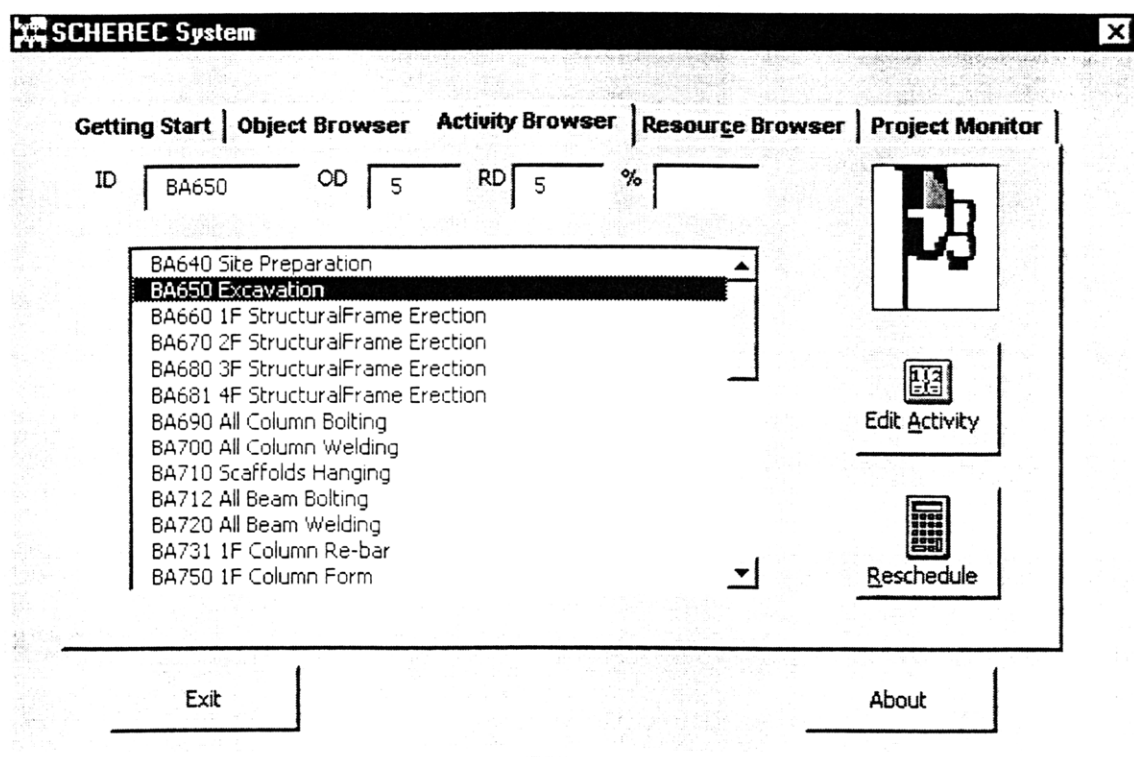 SCHEREC System
Getting Start Object Browser Activity Browser Resource Browser Project Monitor
ID BA650 OD 5 RD 5 %
BA640 Site Preparation
BA650 Excavation
BA660 1F StructuralFrame Erection
BA670 2F StructuralFrame Erection
BA680 3F StructuralFrame Erection
BA681 4F StructuralFrame Erection
BA690 All Column Bolting
BA700 All Column Welding
BA710 Scaffolds Hanging
BA712 All Beam Bolting
BA720 All Beam Welding
BA731 1F Column Re-bar
BA750 1F Column Form
Edit Activity
Reschedule
Exit
About